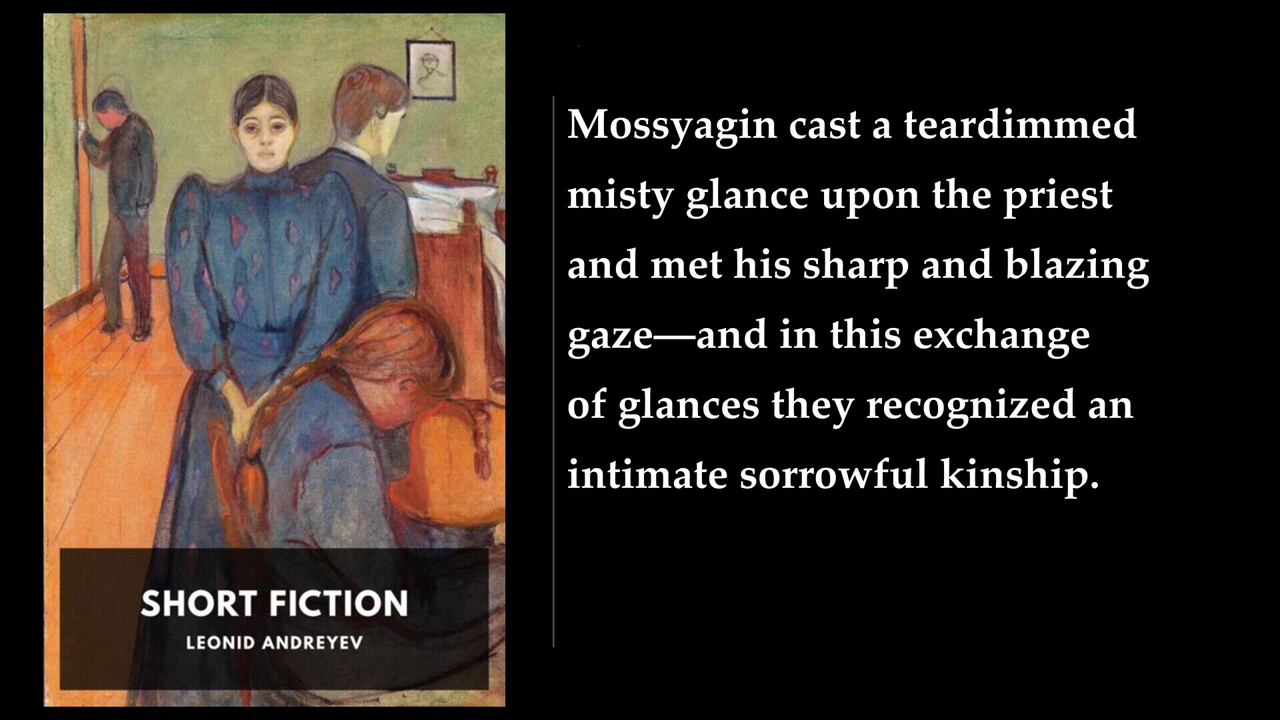 SHORT FICTION
LEONID ANDREYEV
Mossyagin cast a teardimmed
misty glance upon the priest
and met his sharp and blazing
gaze—and in this exchange
of glances they recognized an
intimate sorrowful kinship.